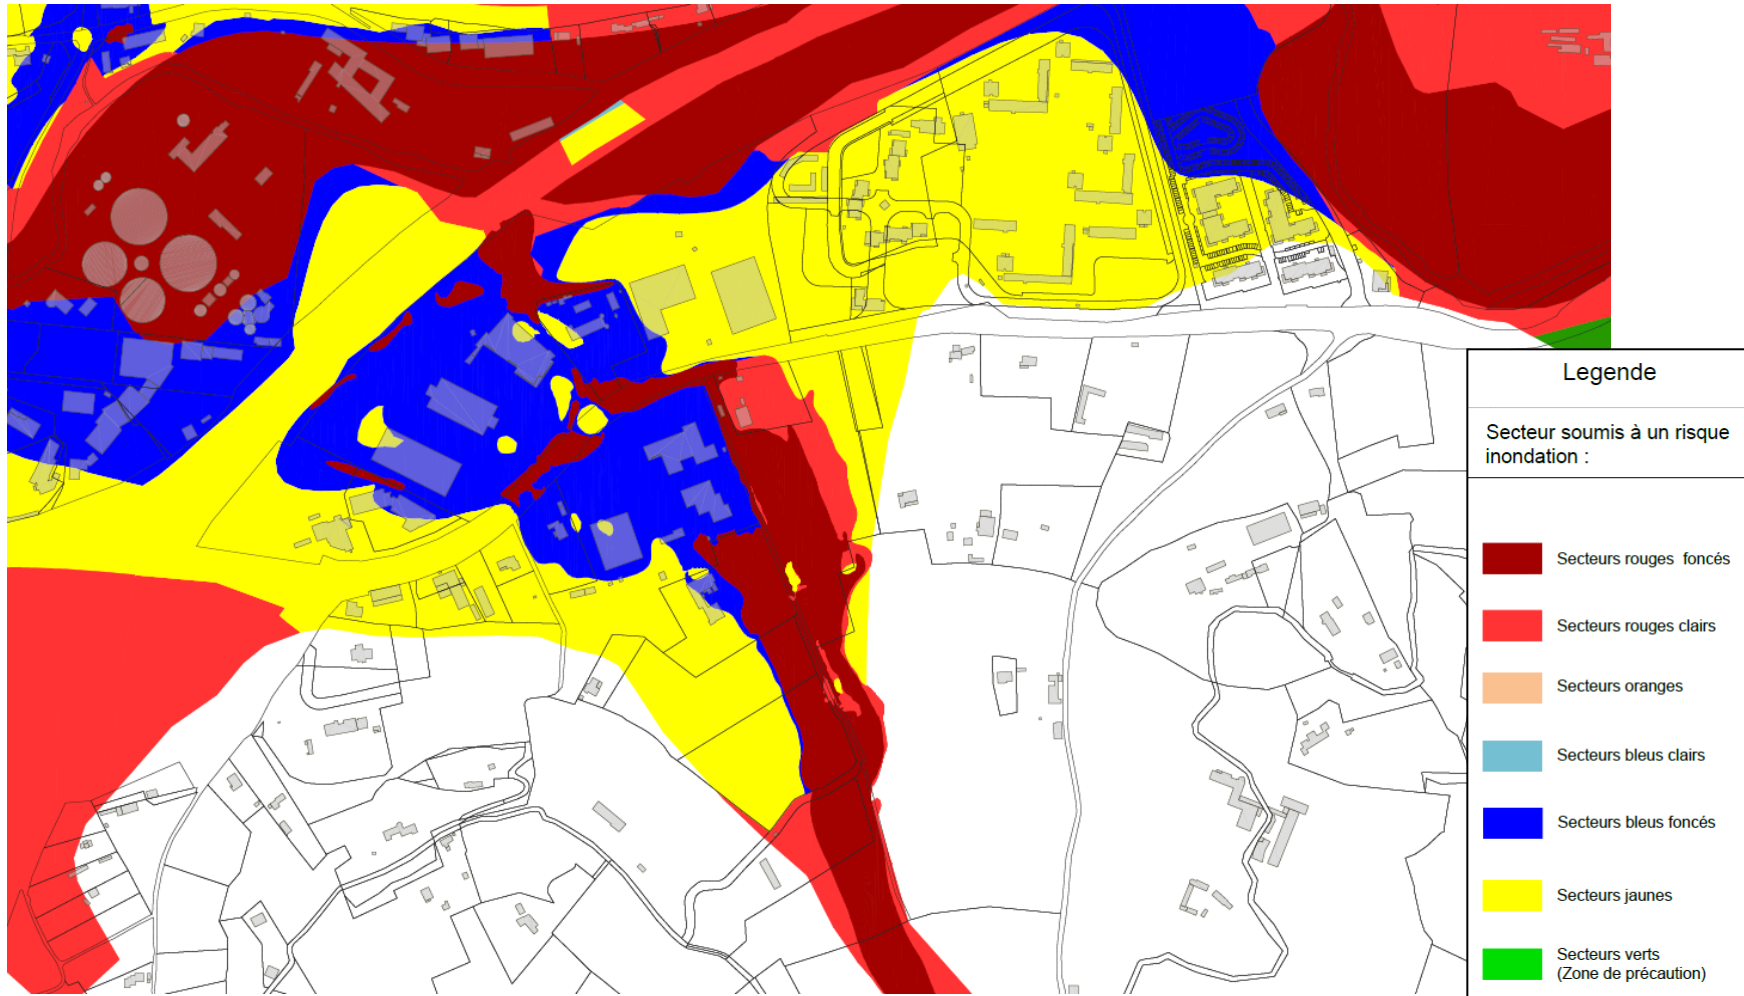 Legende
Secteur soumis à un risque
inondation :
Secteurs rouges  foncés
Secteurs rouges clairs
Secteurs oranges
Secteurs bleus clairs
Secteurs bleus foncés
Secteurs jaunes
Secteurs verts
(Zone de précaution)